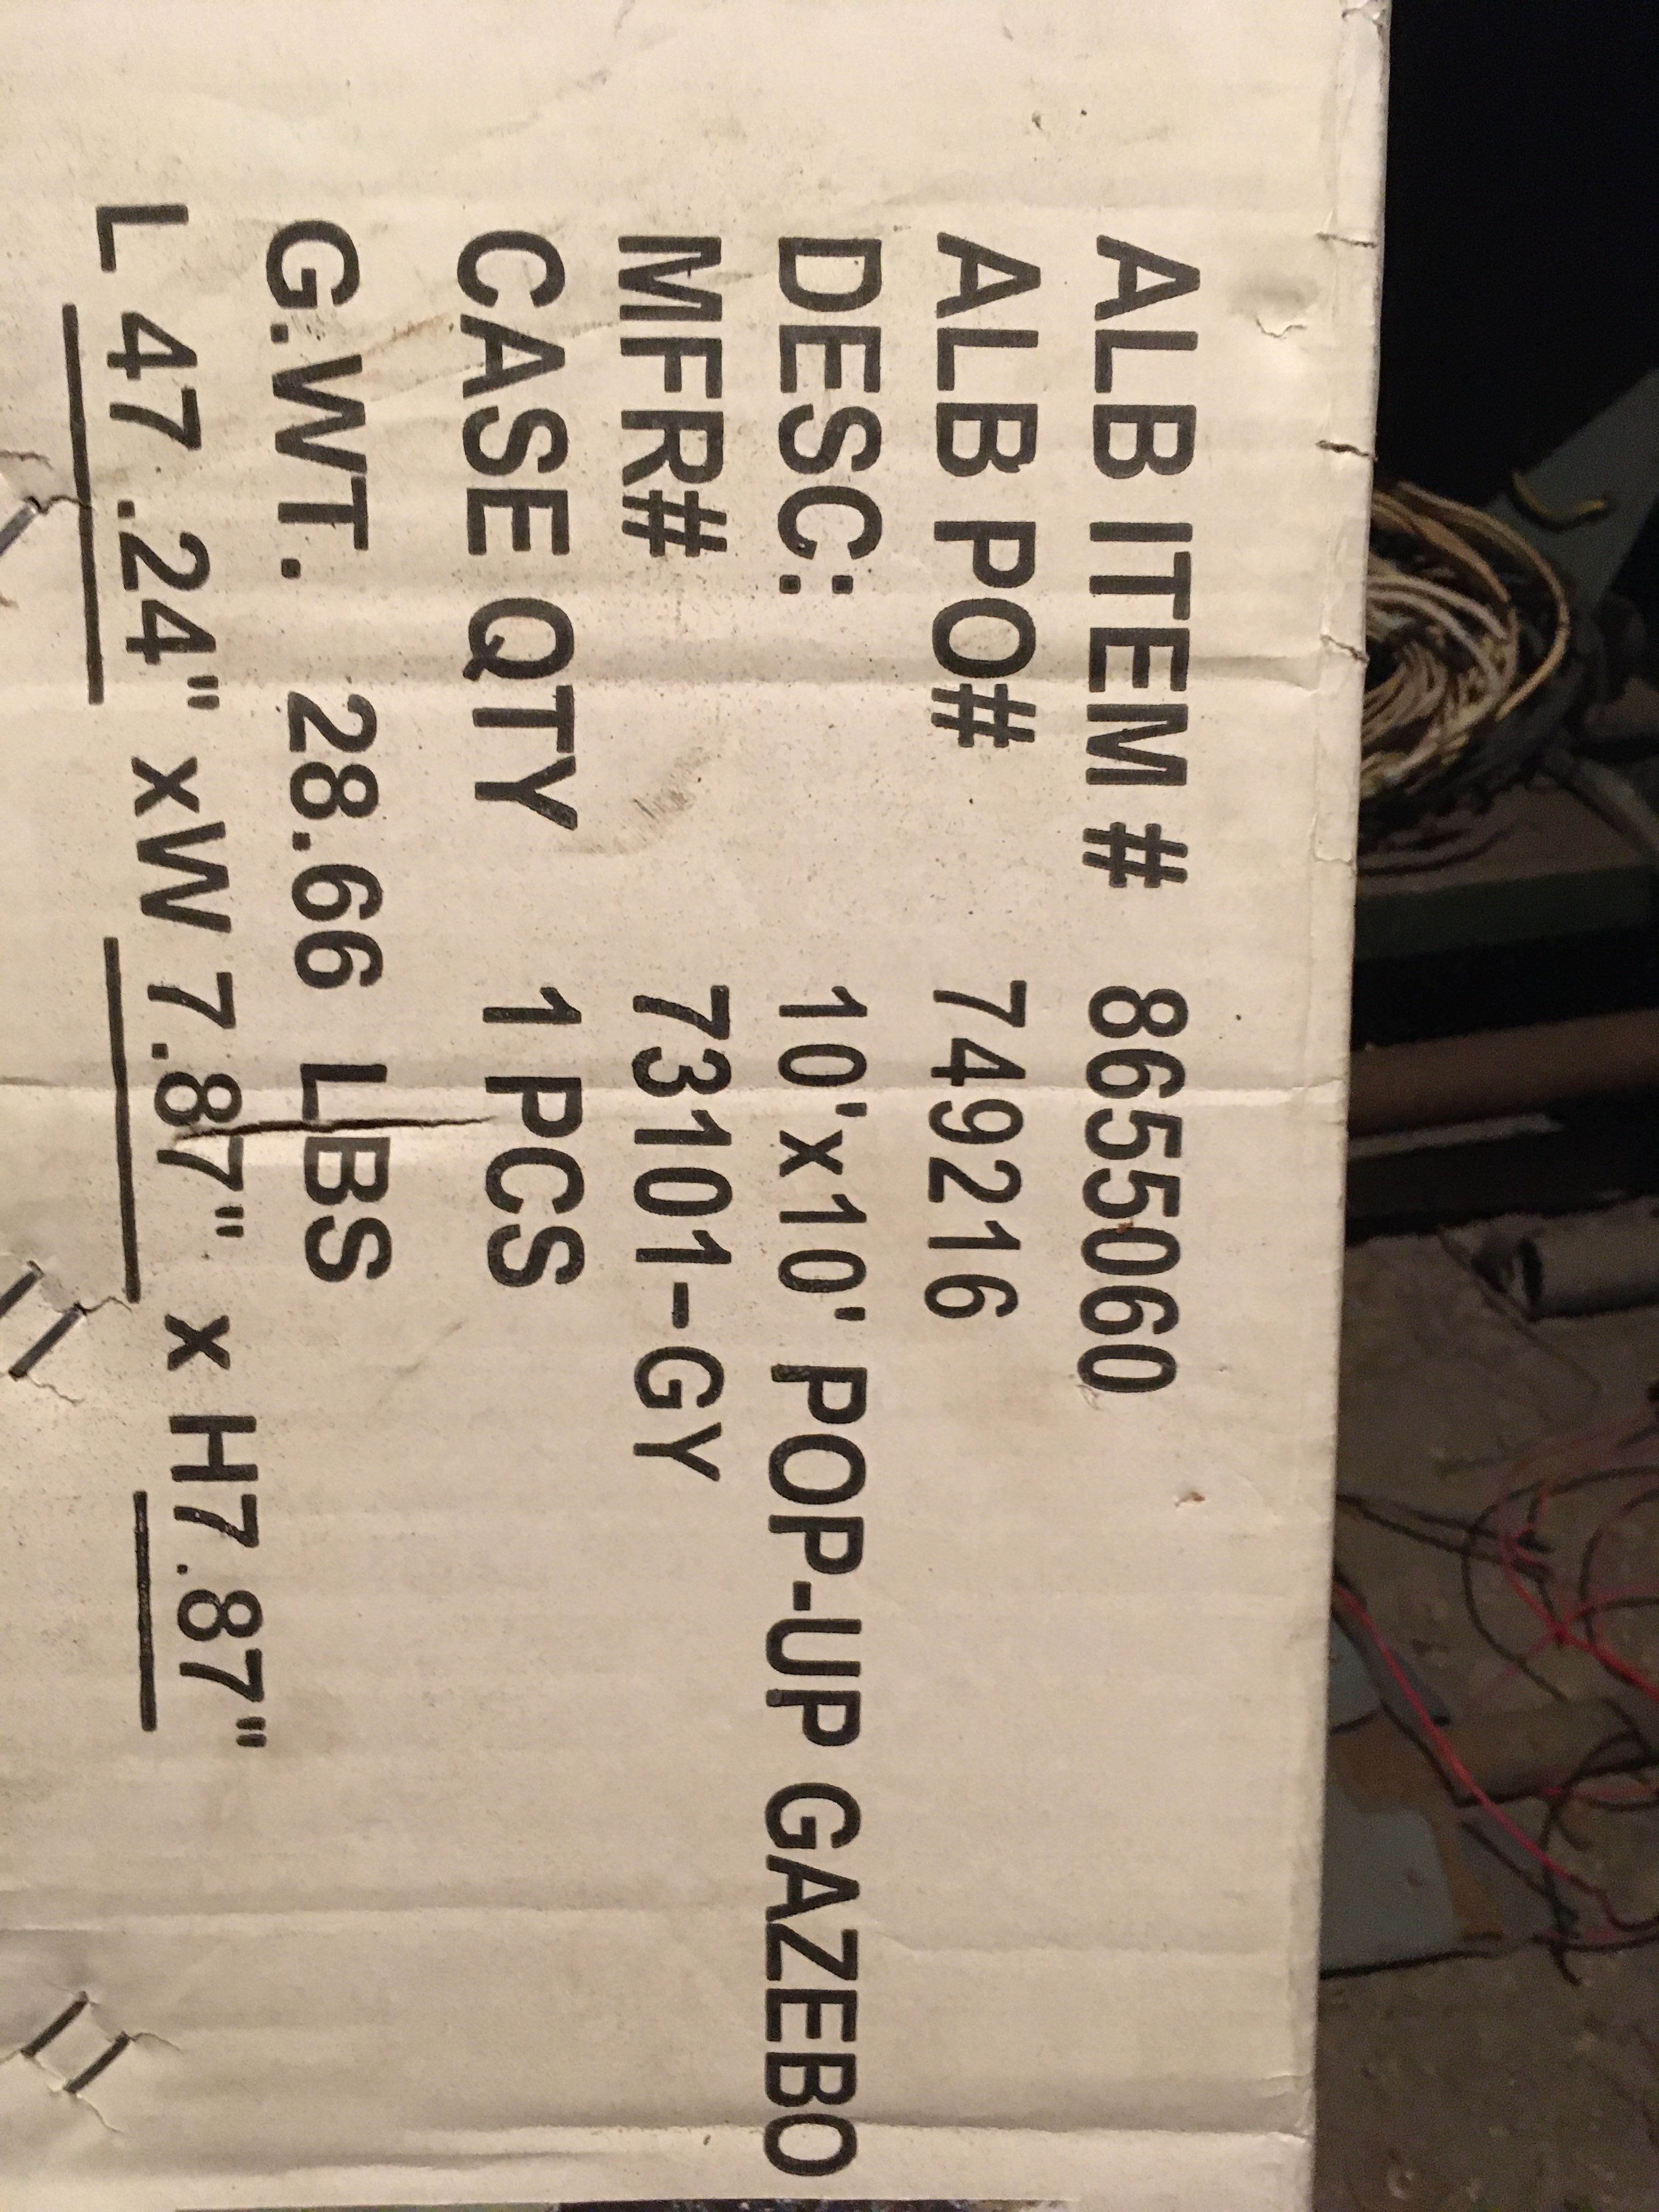 ALB ITEM # 8655060
ALB PO# 749216
DESC: 10'x10' POP-UP GAZEBO
MFR# 73101-GY
CASE QTY 1 PCS
G.WT. 28.66 LBS
L 47 .24" xW 7.87" x H7.87"